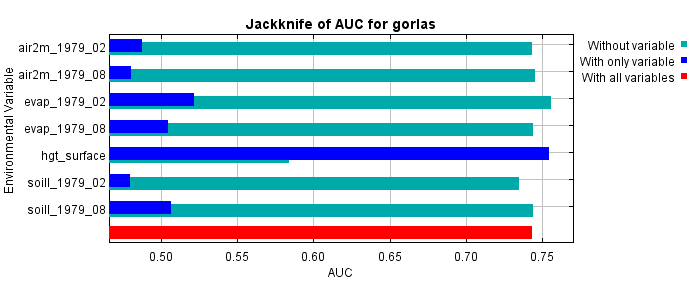 Jackknife of AUC for gorlas
Environmental Variable
air2m_1979_02
air2m_1979_08
evap_1979_02
evap_1979_08
hgt_surface
soill_1979_02
soill_1979_08
0.50 0.55 0.60 0.65 0.70 0.75
AUC
Without variable
With only variable
With all variables